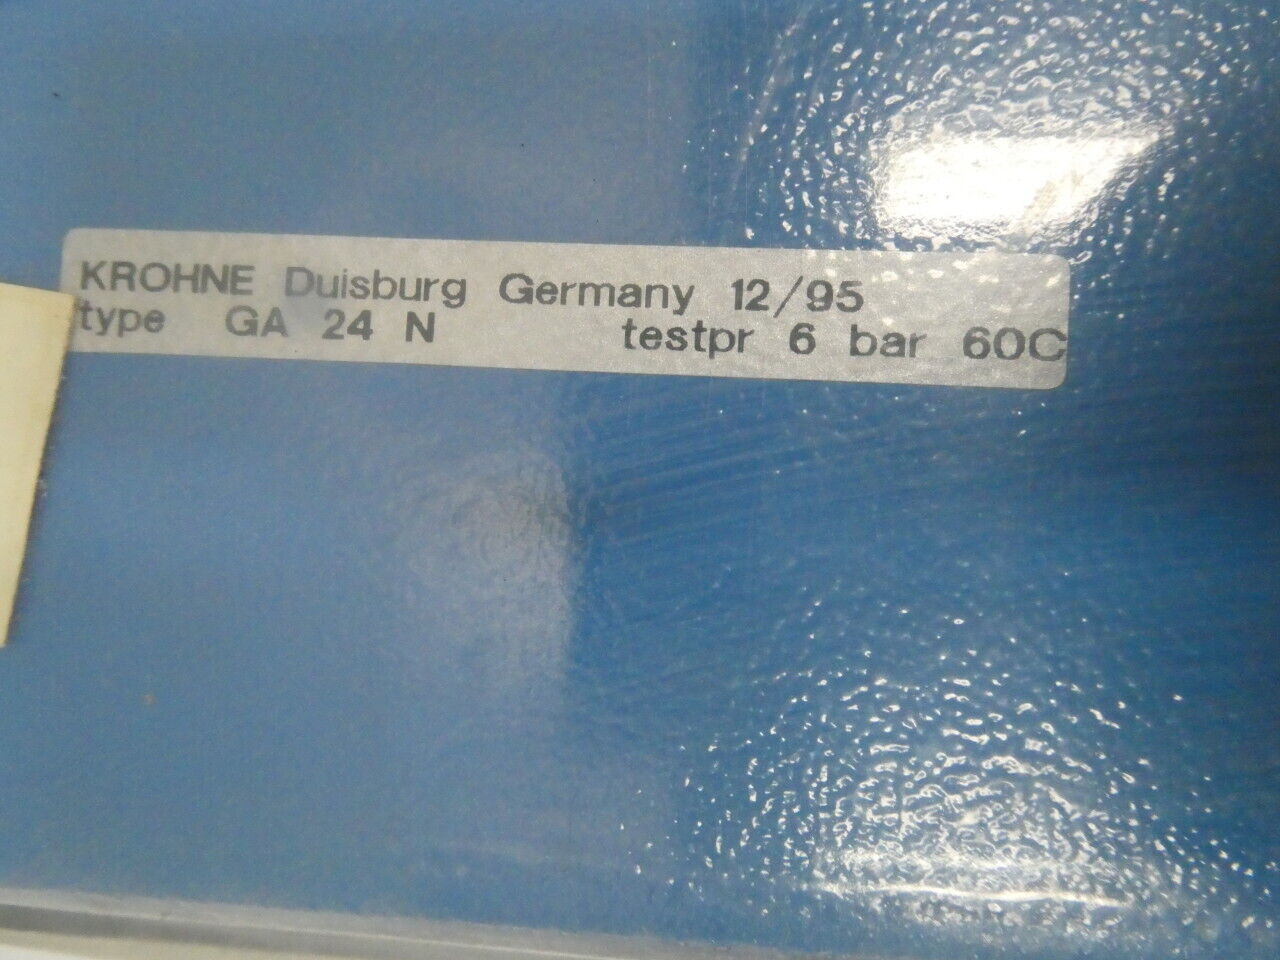 KROHNE Duisburg Germany 12/95
type GA 24 N testpr 6 bar 60C